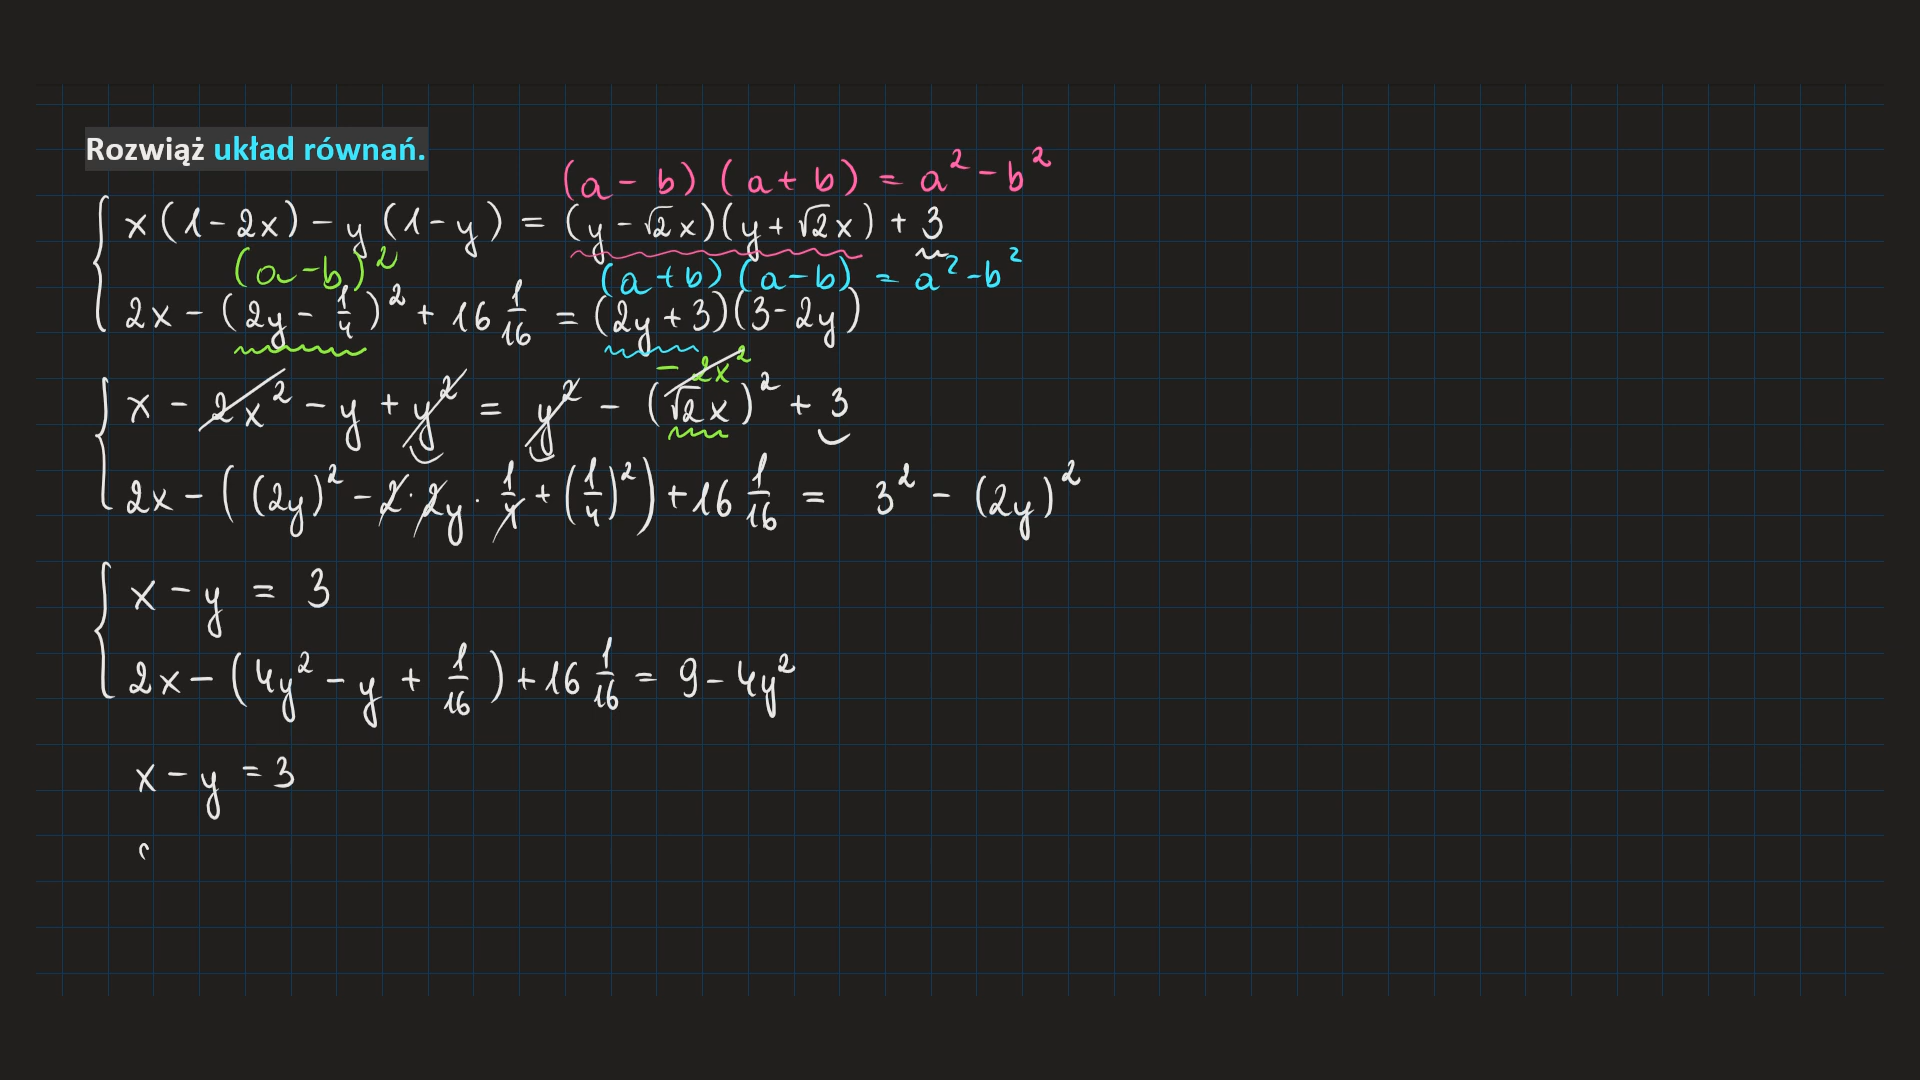 Rozwiąż układ równań.
(a - b) (a + b) = a² - b²
x(1 - 2x) - y(1 - y) = (y - √2x)(y + √2x) + 3
(a - b)² (a + b)(a - b) = a² - b²
2x - (2y - 1/4)² + 16 1/16 = (2y + 3)(3 - 2y)
- 2x²
x - 2x² - y + y² = y² - (√2x)² + 3
2x - ((2y)² - 2 · 2y · 1/4 + (1/4)²) + 16 1/16 = 3² - (2y)²
x - y = 3
2x - (4y² - y + 1/16) + 16 1/16 = 9 - 4y²
x - y = 3